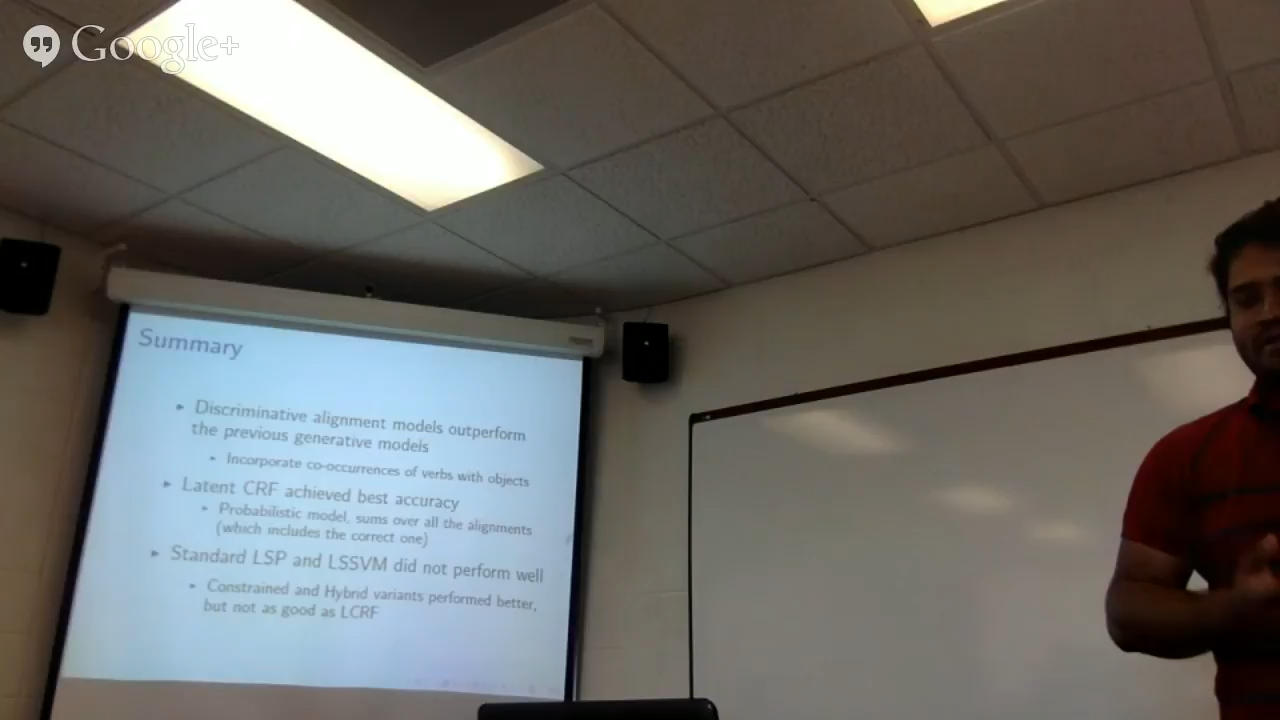 Google+
Summary
Discriminative alignment models outperform
the previous generative models
Incorporate co-occurrences of verbs with objects
Latent CRF achieved best accuracy
Probabilistic model, sums over all the alignments
(which includes the correct one)
Standard LSP and LSSVM did not perform well
Constrained and Hybrid variants performed better,
but not as good as LCRF